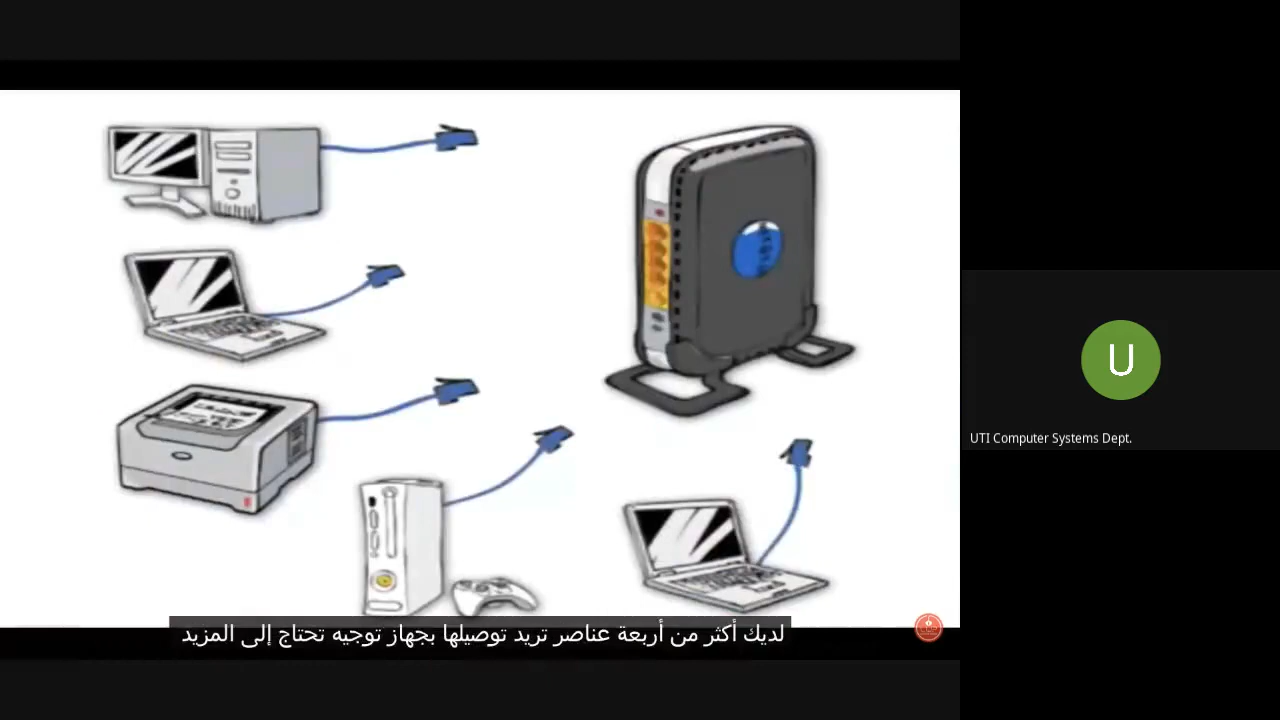 U
UTI Computer Systems Dept.
لديك أكثر من أربعة عناصر تريد توصيلها بجهاز توجيه تحتاج إلى المزيد